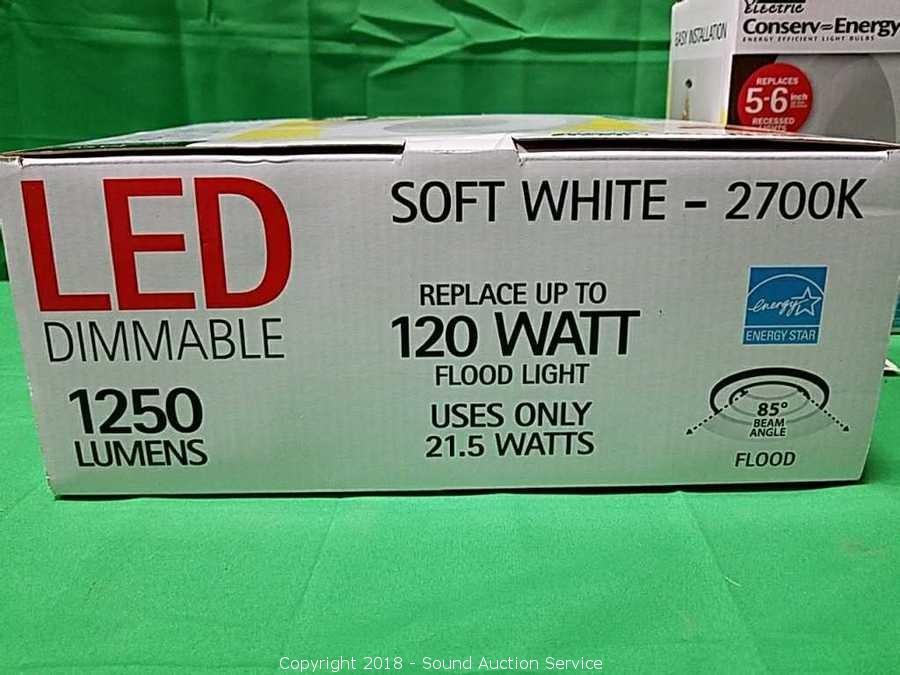 Electric
Conserv-Energy
ENERGY EFFICIENT LIGHT BULBS
EASY INSTALLATION
REPLACES
5-6 inch
RECESSED
LIGHTS
LED
DIMMABLE
1250
LUMENS
SOFT WHITE - 2700K
REPLACE UP TO
120 WATT
FLOOD LIGHT
USES ONLY
21.5 WATTS
energy
ENERGY STAR
85°
BEAM
ANGLE
FLOOD
Copyright 2018 - Sound Auction Service